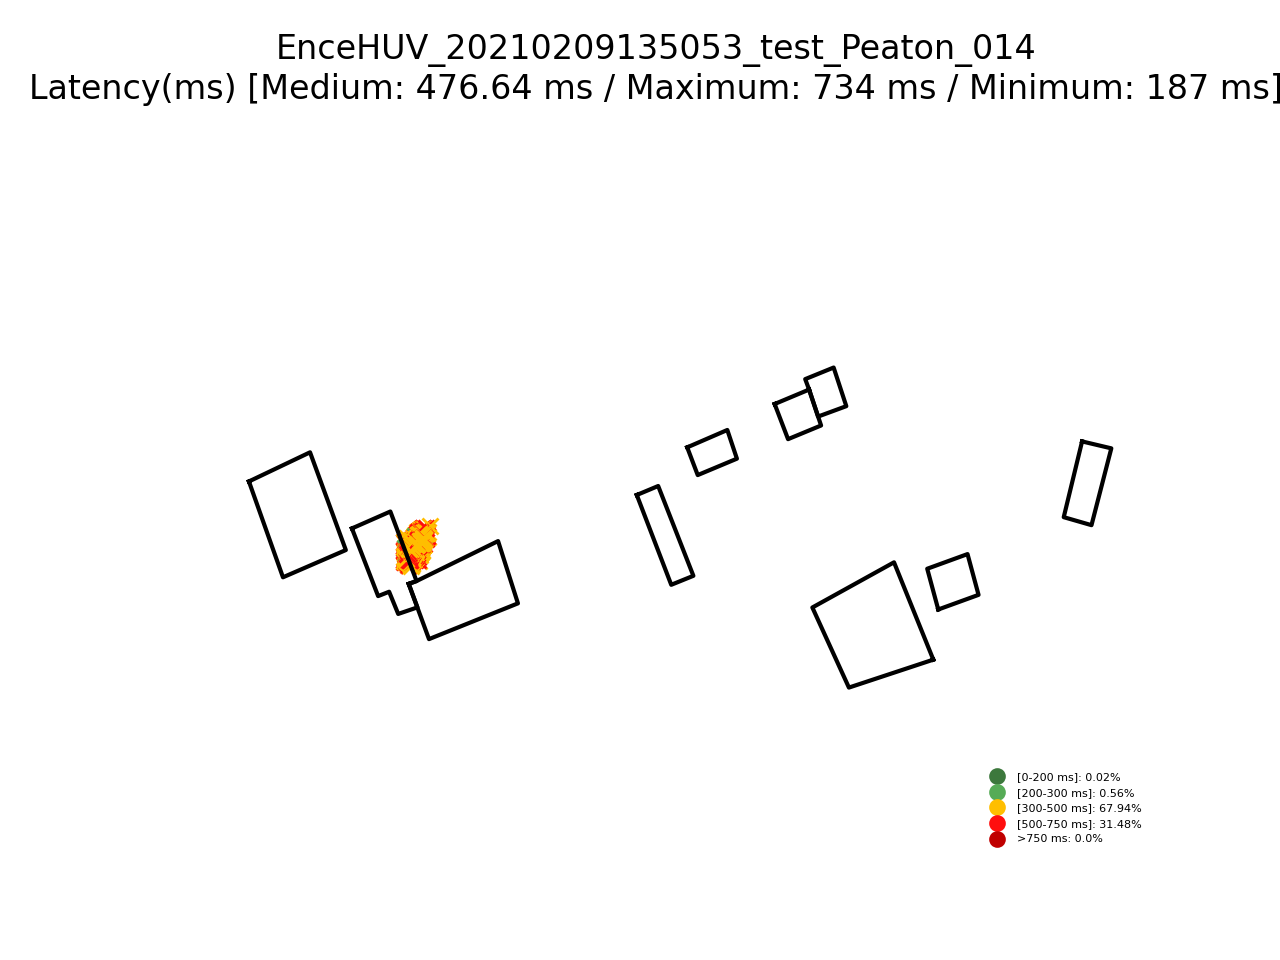 EnceHUV_20210209135053_test_Peaton_014
Latency(ms) [Medium: 476.64 ms / Maximum: 734 ms / Minimum: 187 ms]
[0-200 ms]: 0.02%
[200-300 ms]: 0.56%
[300-500 ms]: 67.94%
[500-750 ms]: 31.48%
>750 ms: 0.0%